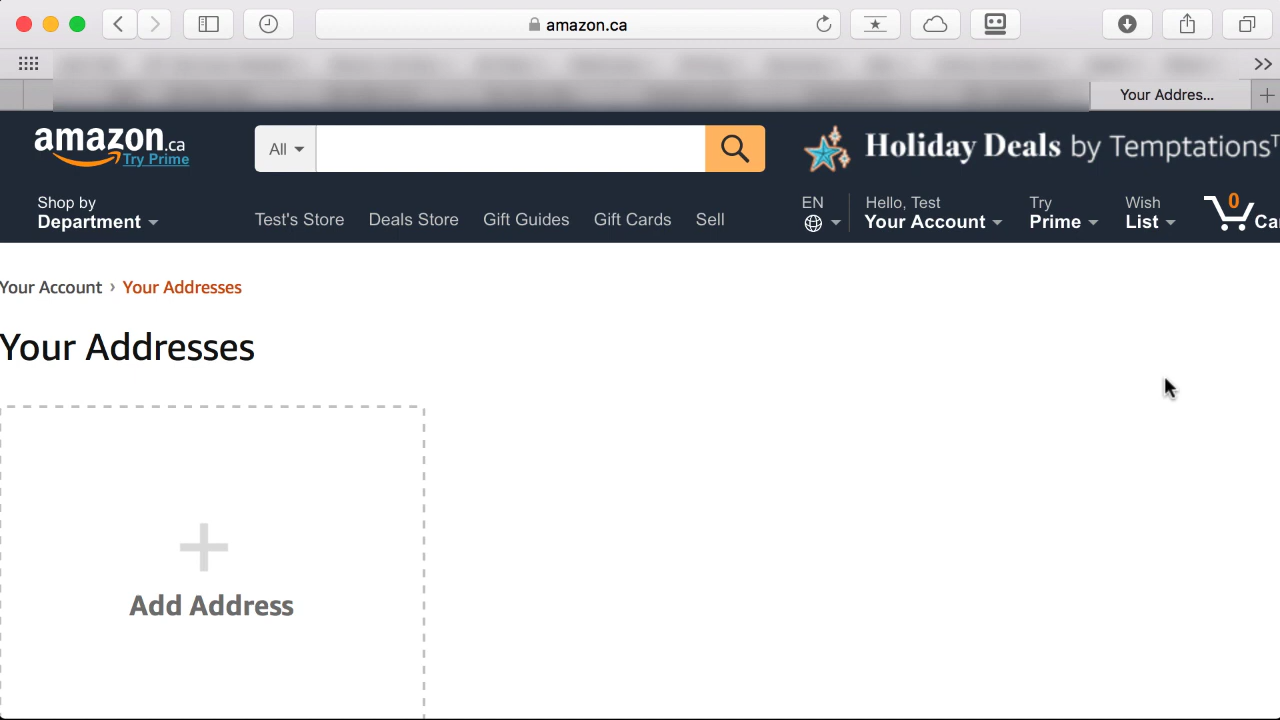 amazon.ca
Your Addres...
amazon.ca
Try Prime
All
Holiday Deals by Temptations
Shop by
Department
Test's Store
Deals Store
Gift Guides
Gift Cards
Sell
EN
Hello, Test
Your Account
Try
Prime
Wish
List
0
Your Account › Your Addresses
Your Addresses
Add Address